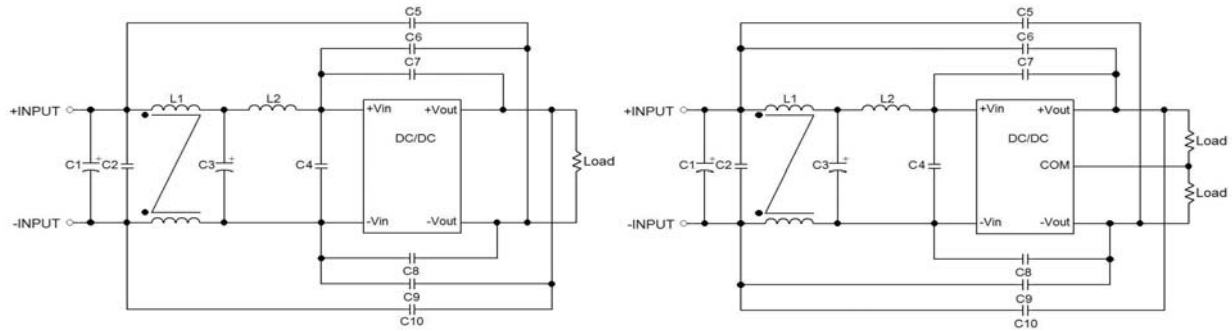 C5
C6
C7
L1
L2
+INPUT
+Vin
+Vout
DC/DC
C1
+
C2
C3
+
C4
Load
-INPUT
-Vin
-Vout
C8
C9
C10
C5
C6
C7
L1
L2
+INPUT
+Vin
+Vout
DC/DC
Load
C1
+
C2
C3
+
C4
COM
Load
-INPUT
-Vin
-Vout
C8
C9
C10